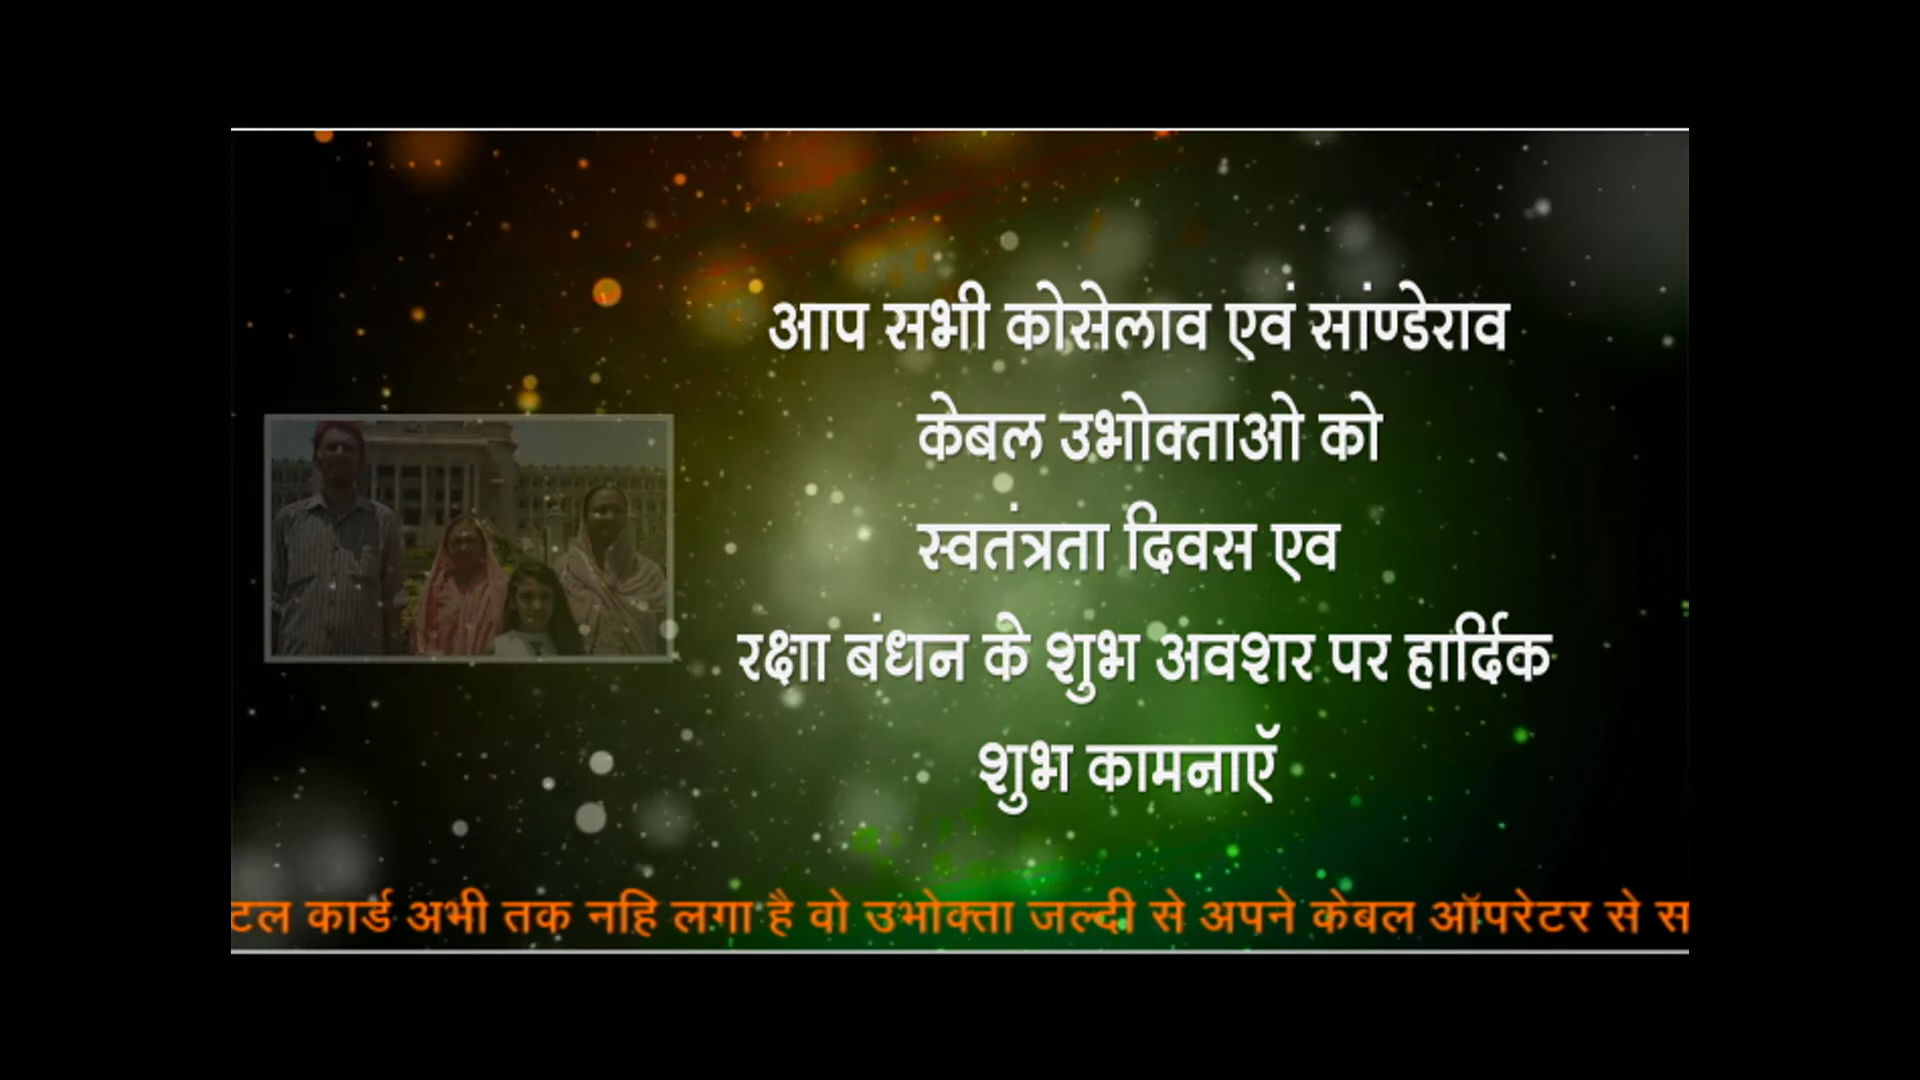 आप सभी कोसेलाव एवं सांण्डेराव
केबल उभोक्ताओ को
स्वतंत्रता दिवस एव
रक्षा बंधन के शुभ अवशर पर हार्दिक
शुभ कामनाऍ
टल कार्ड अभी तक नहि लगा है वो उभोक्ता जल्दी से अपने केबल ऑपरेटर से स